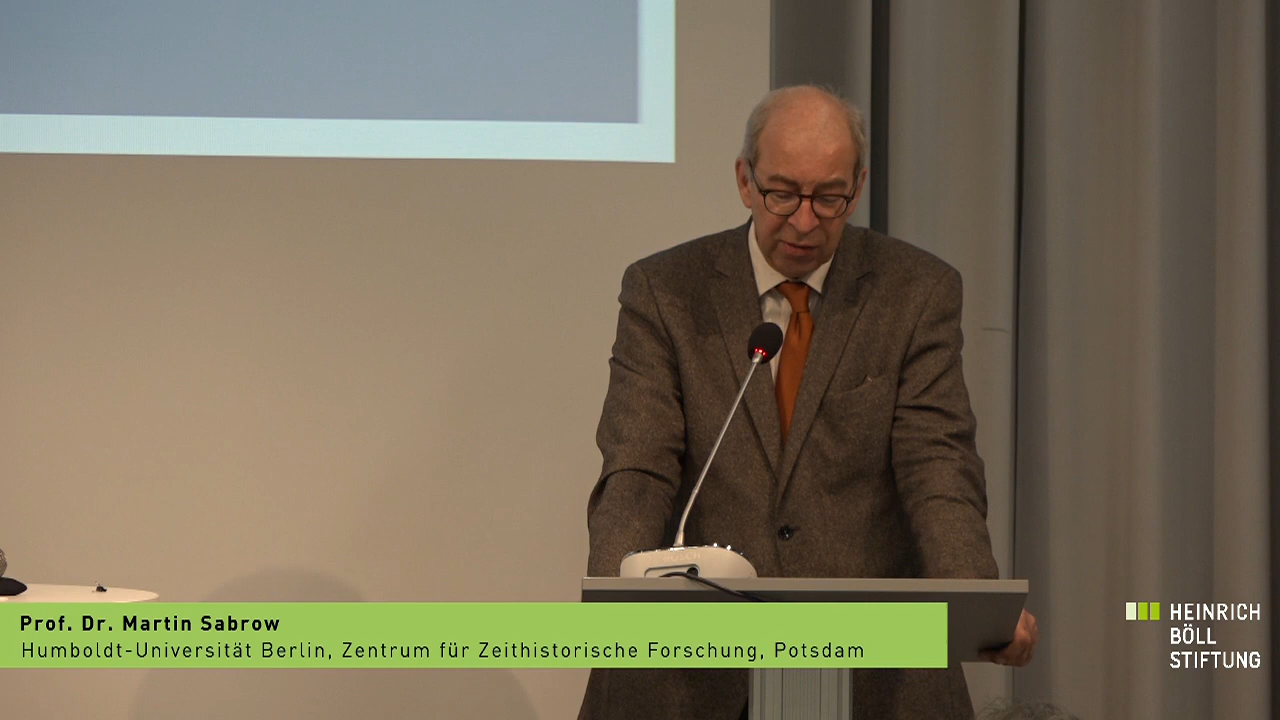 Prof. Dr. Martin Sabrow
Humboldt-Universität Berlin, Zentrum für Zeithistorische Forschung, Potsdam
HEINRICH
BÖLL
STIFTUNG